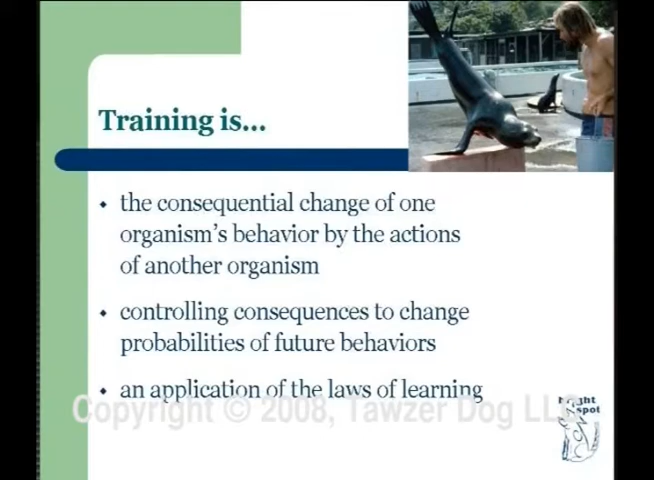 Training is...
the consequential change of one
organism's behavior by the actions
of another organism
controlling consequences to change
probabilities of future behaviors
an application of the laws of learning
Copyright © 2008, Tawzer Dog LLC
spot